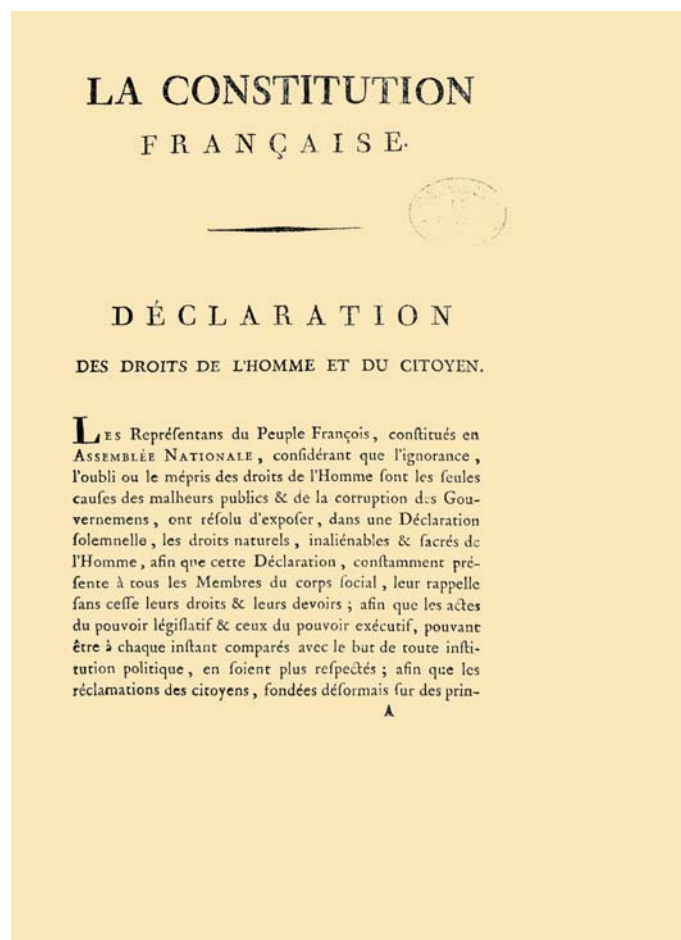 LA CONSTITUTION
FRANÇAISE.
DÉCLARATION
DES DROITS DE L'HOMME ET DU CITOYEN.
LES Repréſentans du Peuple François, conſtitués en
ASSEMBLÉE NATIONALE, conſidérant que l'ignorance,
l'oubli ou le mépris des droits de l'Homme ſont les ſeules
cauſes des malheurs publics & de la corruption des Gou-
vernemens, ont réſolu d'expoſer, dans une Déclaration
ſolemnelle, les droits naturels, inaliénables & ſacrés de
l'Homme, afin que cette Déclaration, conſtamment pré-
ſente à tous les Membres du corps ſocial, leur rappelle
ſans ceſſe leurs droits & leurs devoirs; afin que les actes
du pouvoir légiſlatif & ceux du pouvoir exécutif, pouvant
être à chaque inſtant comparés avec le but de toute inſti-
tution politique, en ſoient plus reſpectés; afin que les
réclamations des citoyens, fondées déſormais ſur des prin-
A